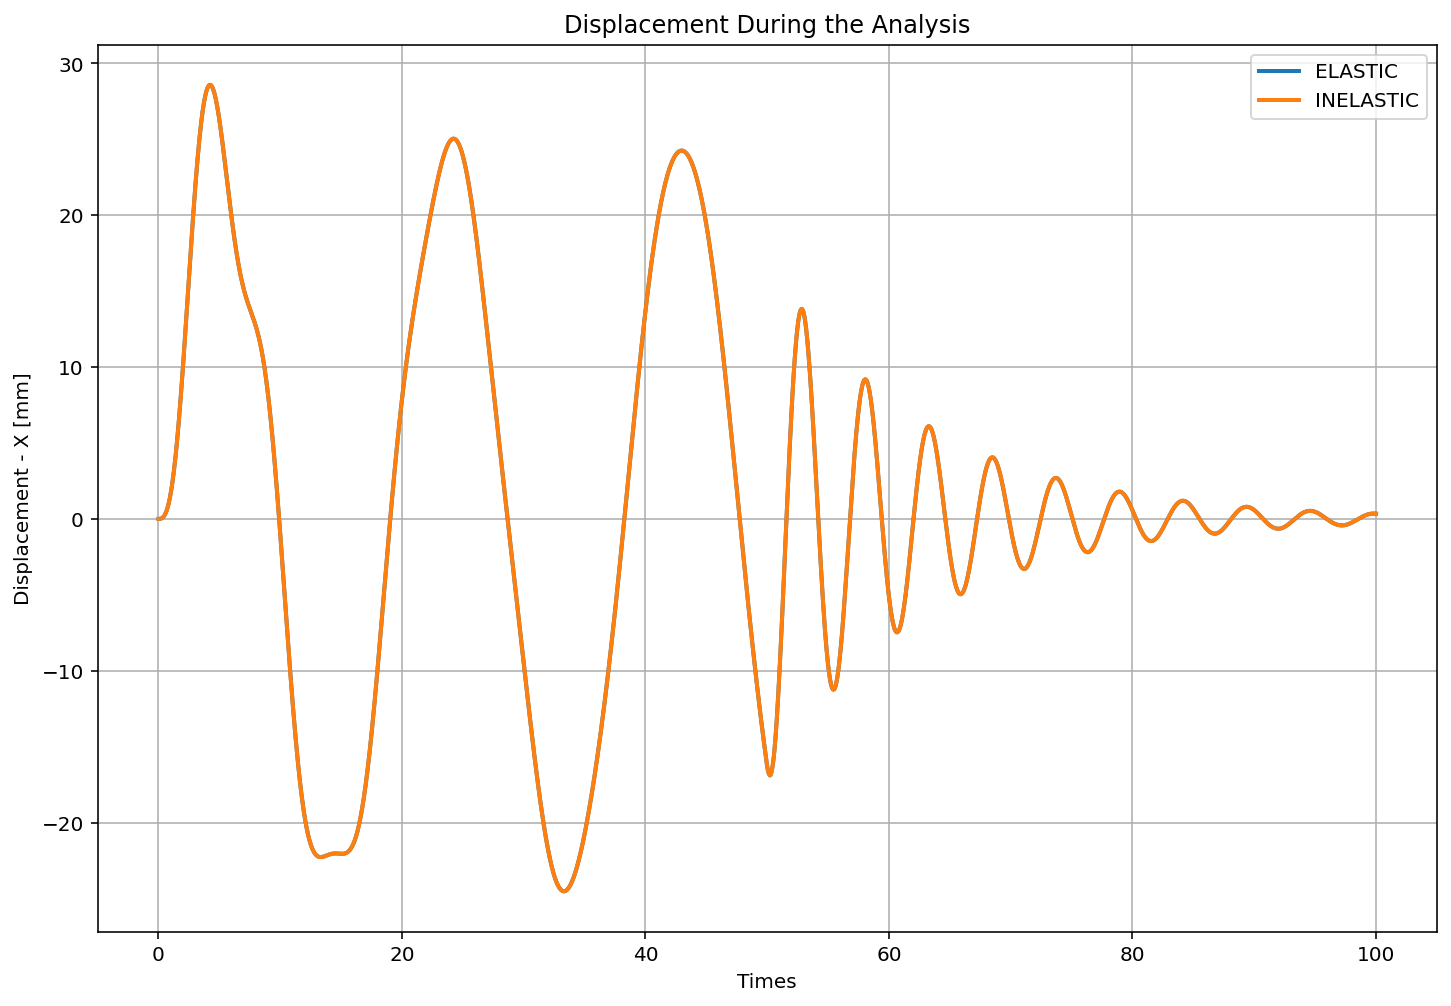 Displacement During the Analysis
ELASTIC
INELASTIC
Displacement - X [mm]
30
20
10
0
−10
−20
0 20 40 60 80 100
Times